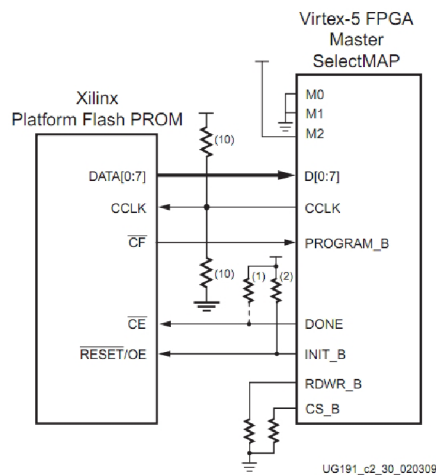 Virtex-5 FPGA
Master
SelectMAP
Xilinx
Platform Flash PROM
M0
M1
M2
(10)
DATA[0:7]
D[0:7]
CCLK
CCLK
CF
PROGRAM_B
(10)
(1)
(2)
CE
DONE
RESET/OE
INIT_B
RDWR_B
CS_B
UG191_c2_30_020309